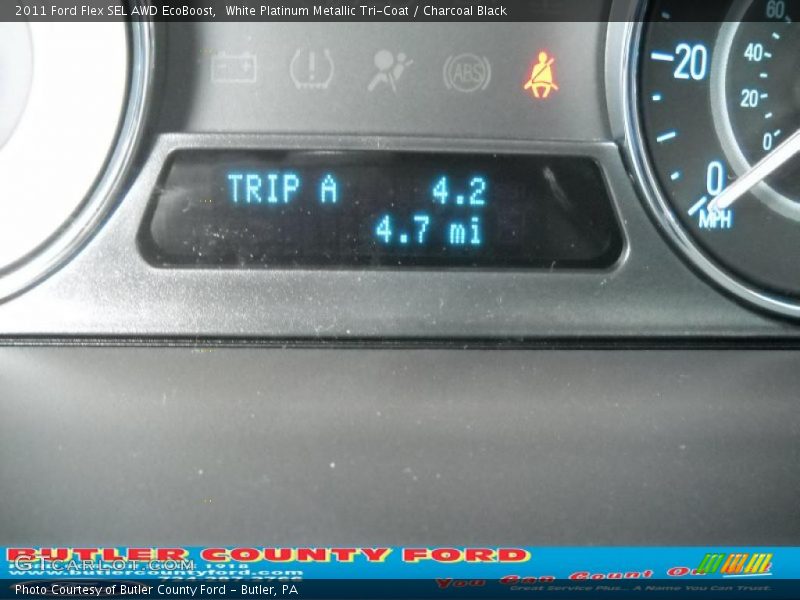 2011 Ford Flex SEL AWD EcoBoost, White Platinum Metallic Tri-Coat / Charcoal Black
60
20
40
ABS
20
0
TRIP A 4.2
0
MPH
4.7 mi
BUTLER COUNTY FORD
GTCARLOT.COM
1918
www.butlercountyford.com
You Can Count On
Great Service Plus... A Name You Can Trust.
Photo Courtesy of Butler County Ford - Butler, PA